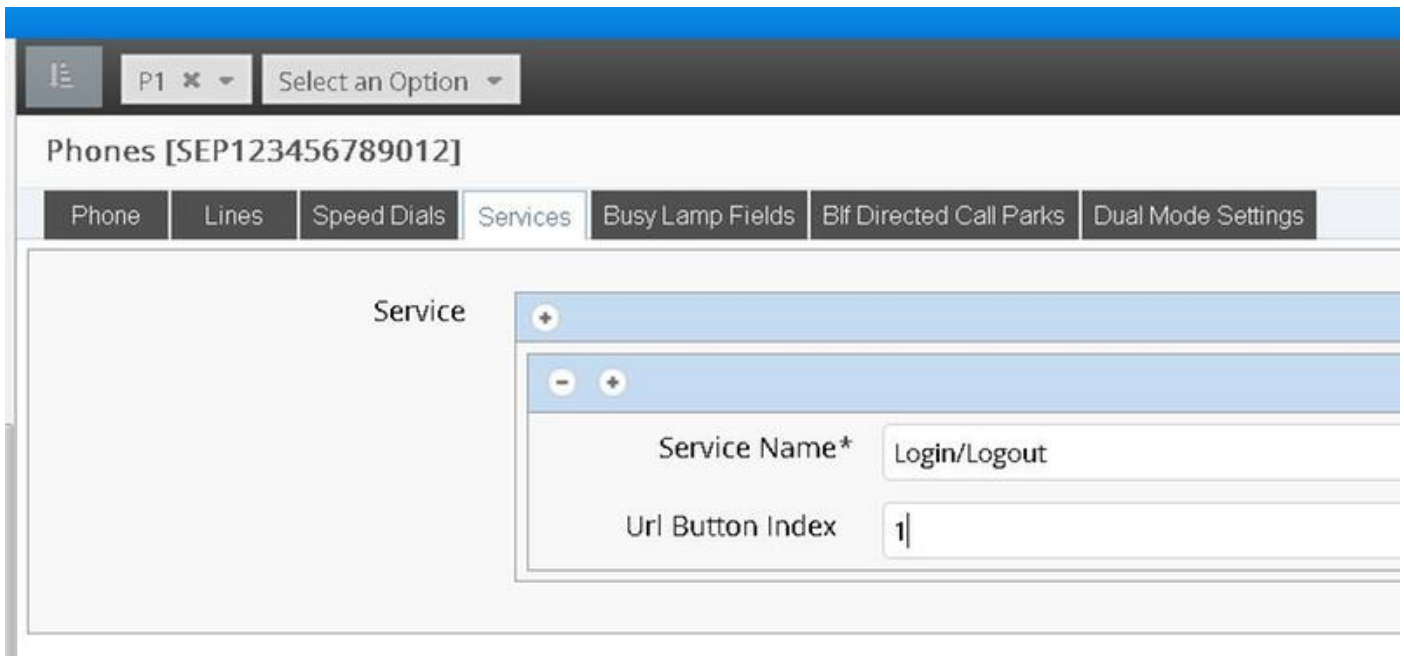 P1 Select an Option
Phones [SEP123456789012]
Phone Lines Speed Dials Services Busy Lamp Fields Blf Directed Call Parks Dual Mode Settings
Service
Service Name* Login/Logout
Url Button Index 1